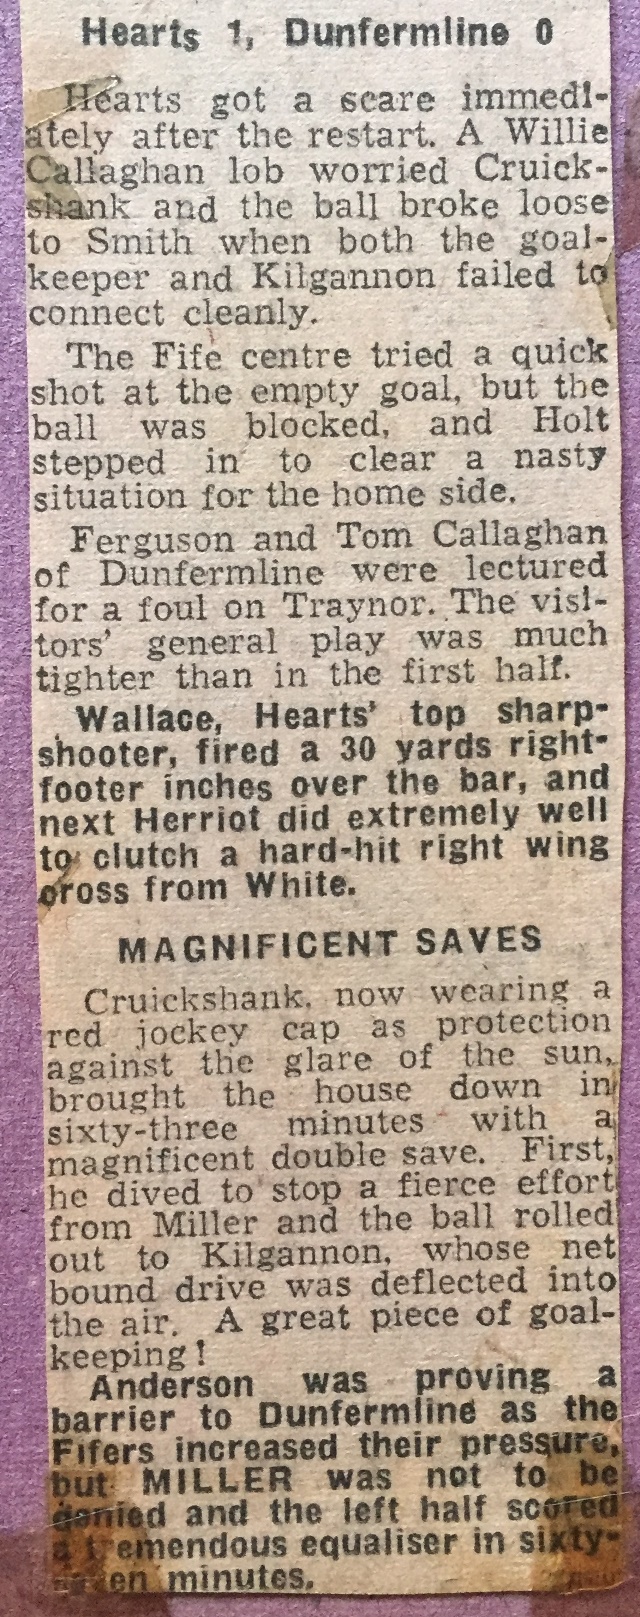 Hearts 1, Dunfermline 0
Hearts got a scare immedi-
ately after the restart. A Willie
Callaghan lob worried Cruick-
shank and the ball broke loose
to Smith when both the goal-
keeper and Kilgannon failed to
connect cleanly.
The Fife centre tried a quick
shot at the empty goal, but the
ball was blocked, and Holt
stepped in to clear a nasty
situation for the home side.
Ferguson and Tom Callaghan
of Dunfermline were lectured
for a foul on Traynor. The visi-
tors' general play was much
tighter than in the first half.
Wallace, Hearts' top sharp-
shooter, fired a 30 yards right-
footer inches over the bar, and
next Herriot did extremely well
to clutch a hard-hit right wing
cross from White.
MAGNIFICENT SAVES
Cruickshank, now wearing a
red jockey cap as protection
against the glare of the sun,
brought the house down in
sixty-three minutes with a
magnificent double save. First,
he dived to stop a fierce effort
from Miller and the ball rolled
out to Kilgannon, whose net
bound drive was deflected into
the air. A great piece of goal-
keeping!
Anderson was proving a
barrier to Dunfermline as the
Fifers increased their pressure,
but MILLER was not to be
denied and the left half scored
a tremendous equaliser in sixty-
minutes.